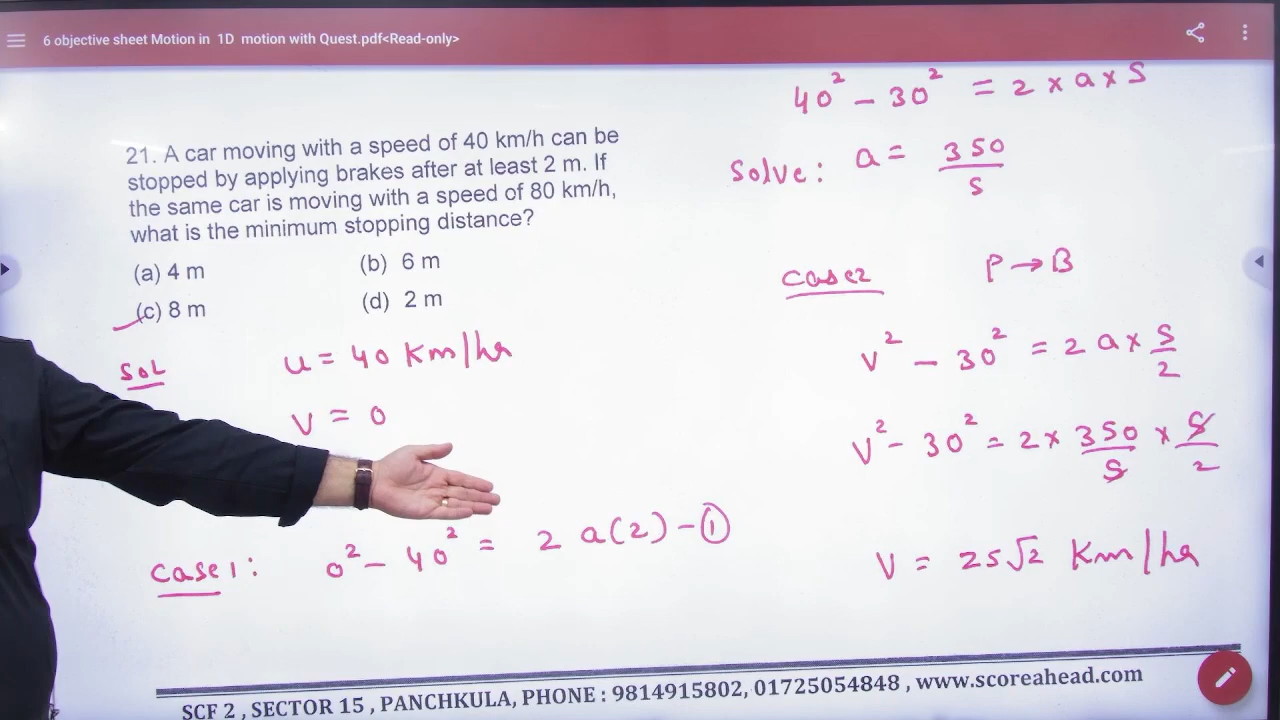 6 objective sheet Motion in 1D motion with Quest.pdf<Read-only>
21. A car moving with a speed of 40 km/h can be
stopped by applying brakes after at least 2 m. If
the same car is moving with a speed of 80 km/h,
what is the minimum stopping distance?
(a) 4 m (b) 6 m
(c) 8 m (d) 2 m
Sol u = 40 Km/hr
v = 0
Case 1: 0² - 40² = 2 a(2) - ①
40² - 30² = 2 × a × S
Solve: a = 350/S
Case 2 P → B
v² - 30² = 2 a × S/2
v² - 30² = 2 × 350/S × S/2
v = 25√2 Km/hr
SCF 2 , SECTOR 15 , PANCHKULA, PHONE : 9814915802, 01725054848 , www.scoreahead.com